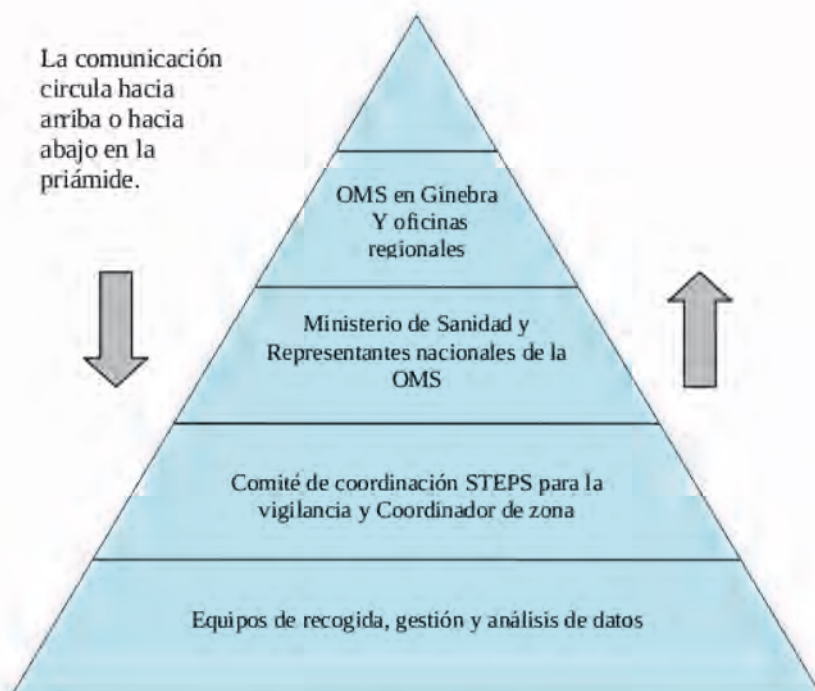 La comunicación
circula hacia
arriba o hacia
abajo en la
priámide.
OMS en Ginebra
Y oficinas
regionales
Ministerio de Sanidad y
Representantes nacionales de la
OMS
Comité de coordinación STEPS para la
vigilancia y Coordinador de zona
Equipos de recogida, gestión y análisis de datos